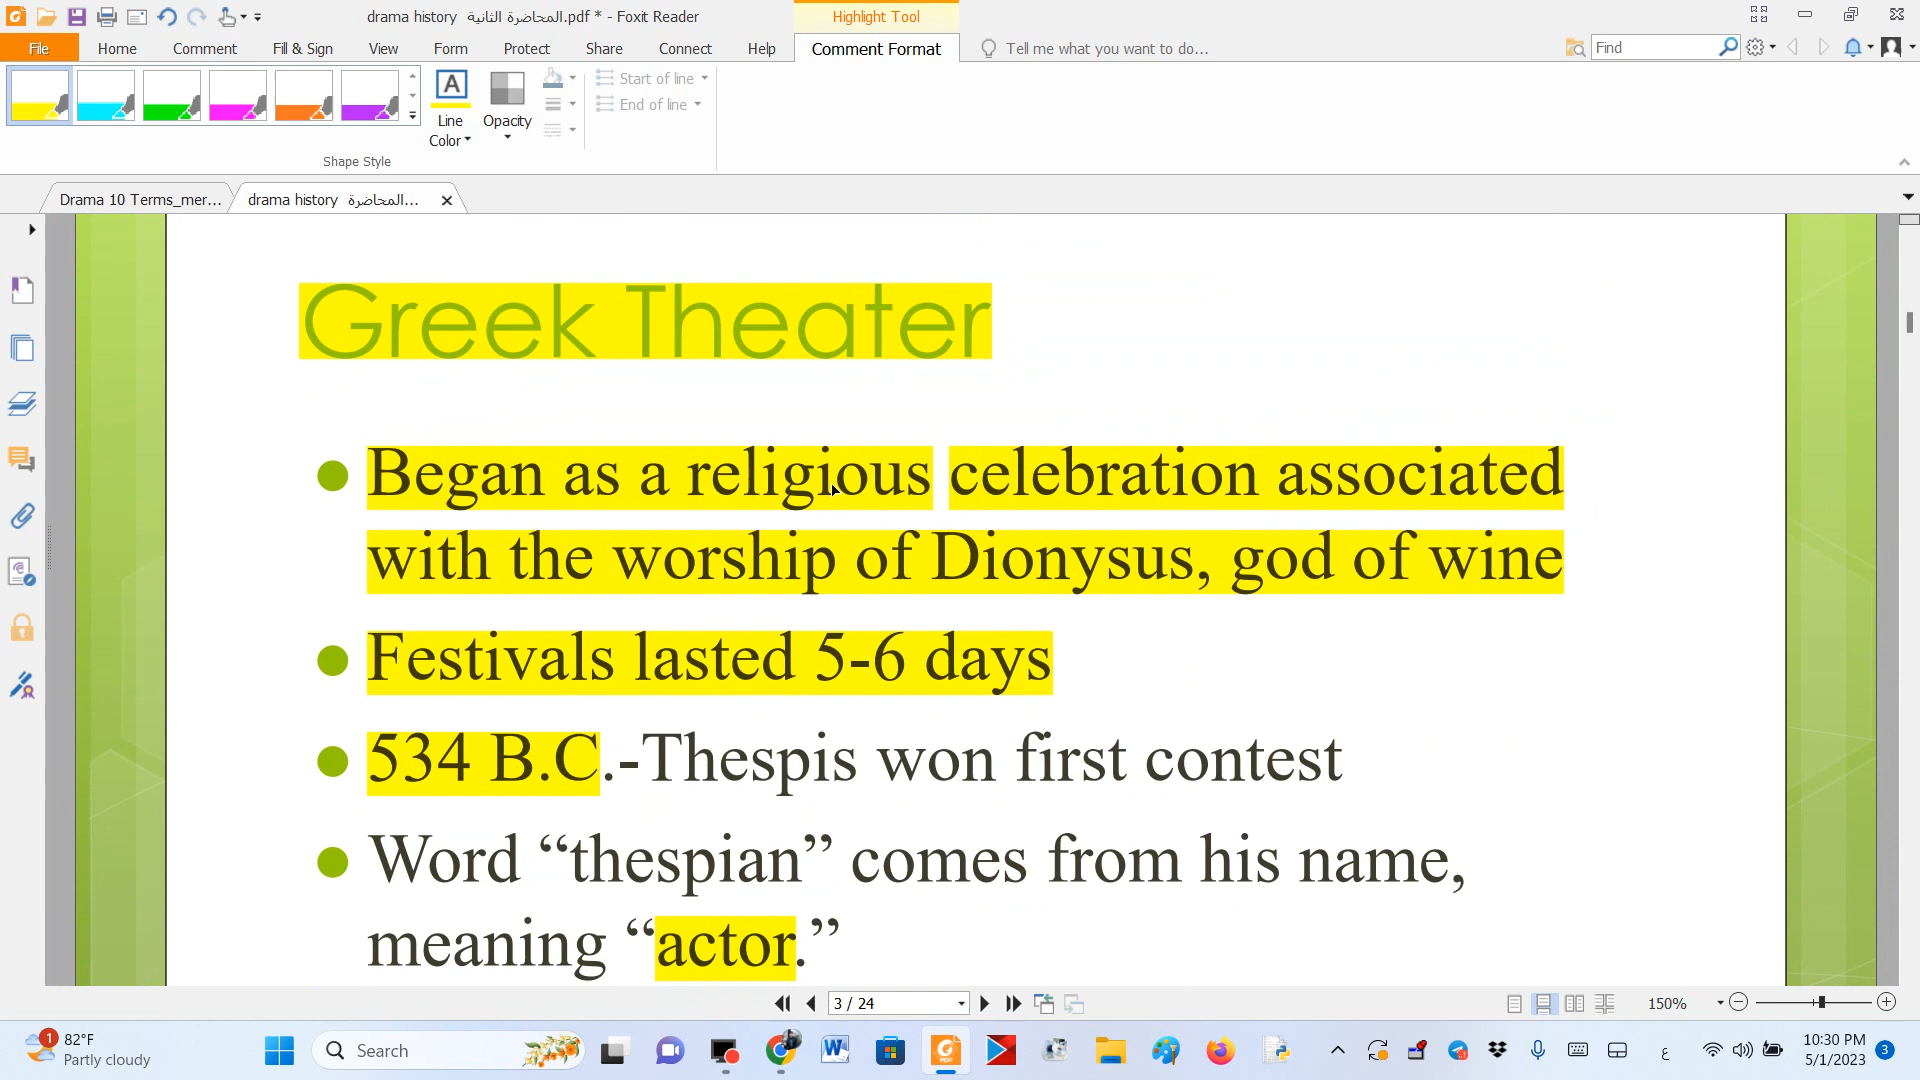 drama history المحاضرة الثانية.pdf * - Foxit Reader
Highlight Tool
File Home Comment Fill & Sign View Form Protect Share Connect Help Comment Format Tell me what you want to do... Find
Line Color
Opacity
Start of line
End of line
Shape Style
Drama 10 Terms_mer... drama history المحاضرة...
Greek Theater
Began as a religious celebration associated
with the worship of Dionysus, god of wine
Festivals lasted 5-6 days
534 B.C.-Thespis won first contest
Word “thespian” comes from his name,
meaning “actor.”
3 / 24
150%
1
82°F
Partly cloudy
Search
ع
10:30 PM
5/1/2023
3